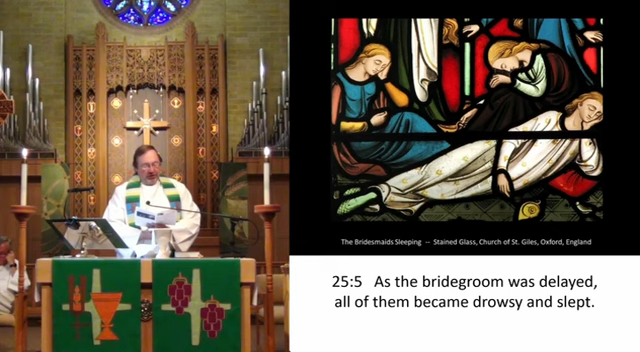 The Bridesmaids Sleeping -- Stained Glass, Church of St. Giles, Oxford, England
25:5 As the bridegroom was delayed,
all of them became drowsy and slept.